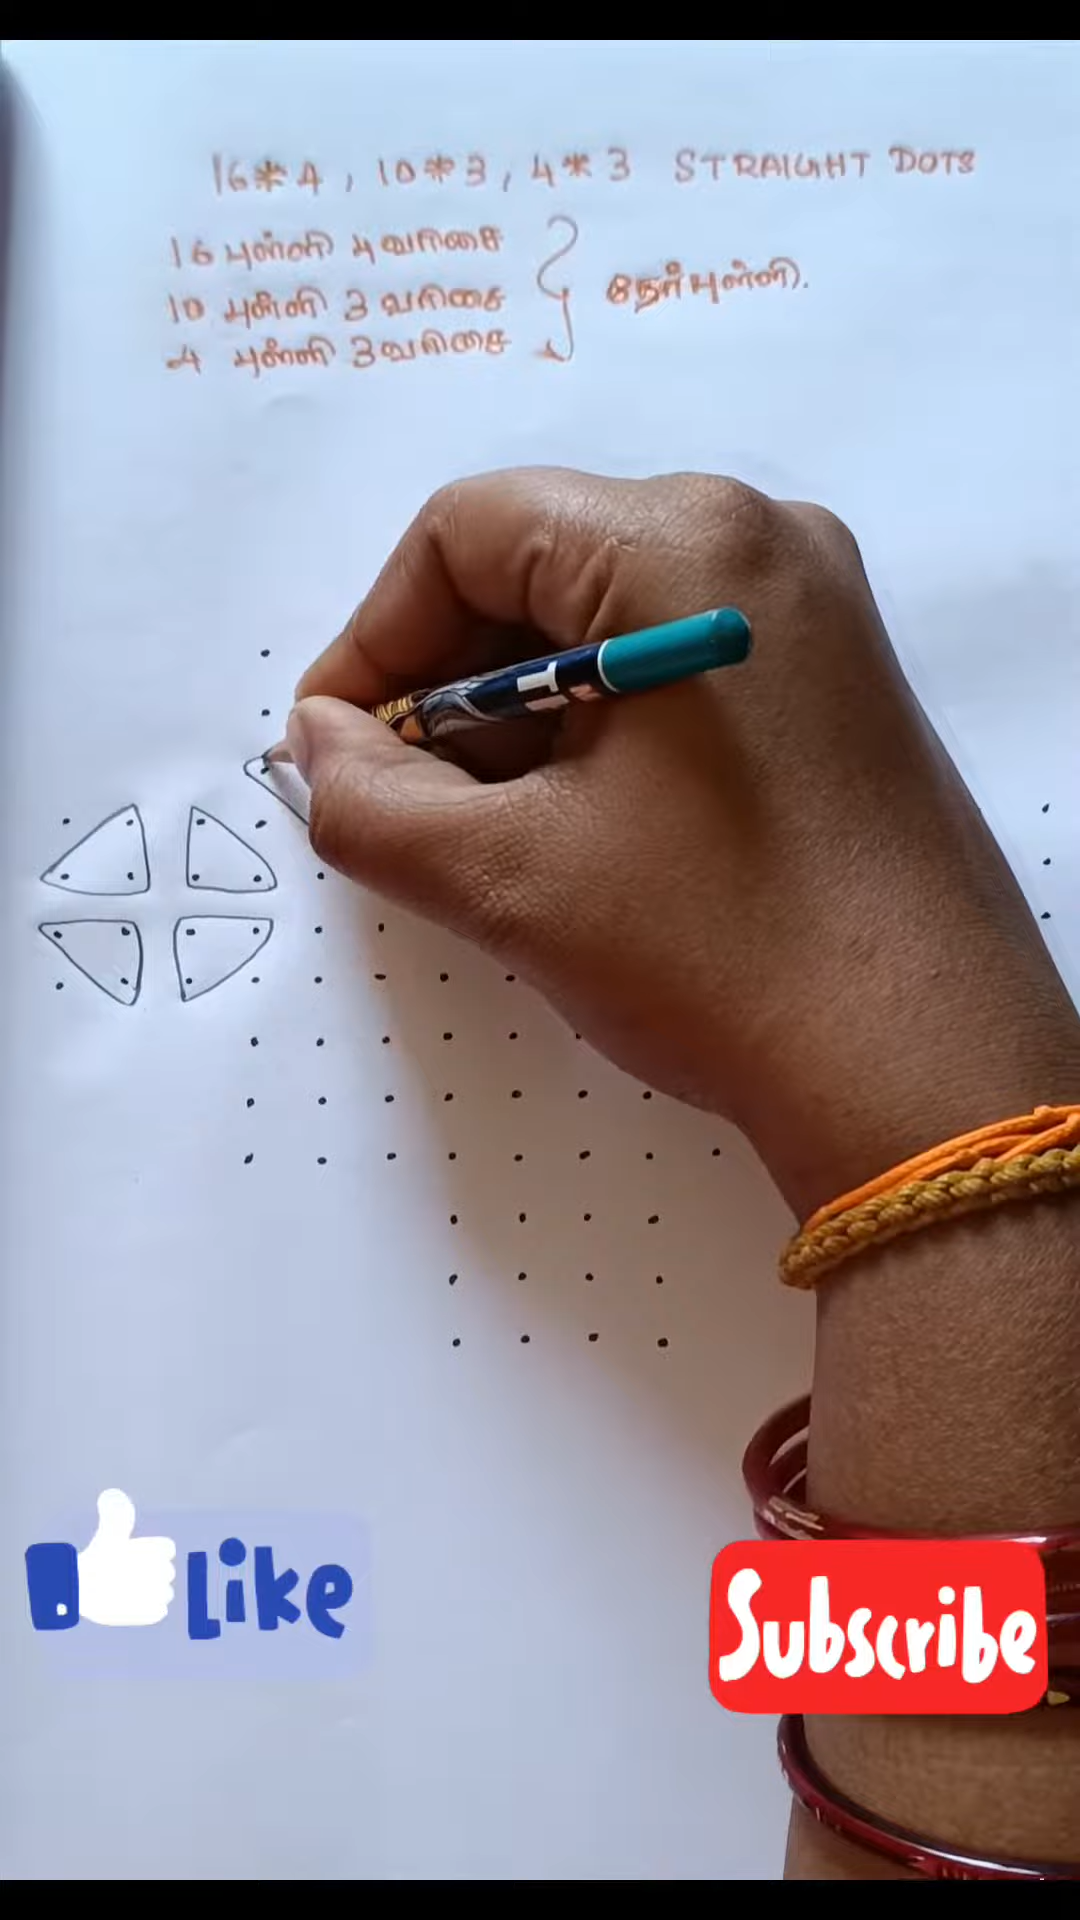 16*4, 10*3, 4*3 STRAIGHT DOTS
16 புள்ளி 4 வரிசை
10 புள்ளி 3 வரிசை
4 புள்ளி 3 வரிசை
நேர்புள்ளி.
Like
Subscribe